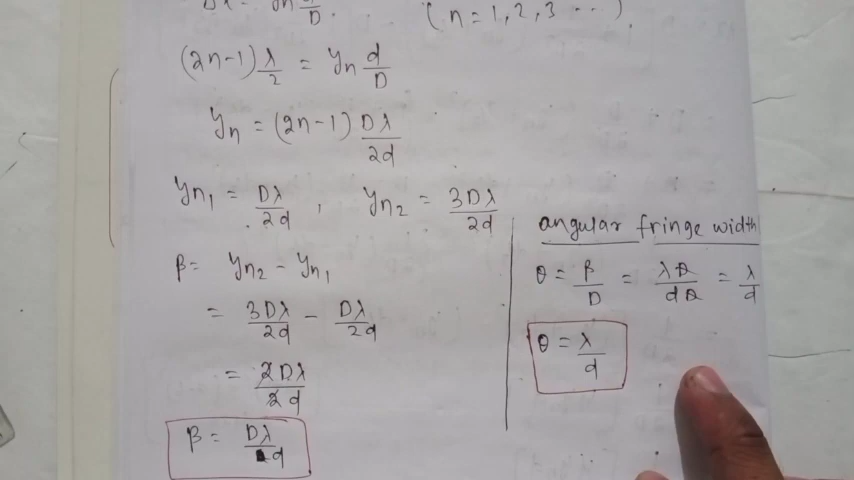 (n = 1, 2, 3 ...)
(2n-1) λ/2 = yn d/D
yn = (2n-1) Dλ/2d
yn1 = Dλ/2d , yn2 = 3Dλ/2d
β = yn2 - yn1
= 3Dλ/2d - Dλ/2d
= 2Dλ/2d
β = Dλ/d
angular fringe width
θ = β/D = λD/dD = λ/d
θ = λ/d